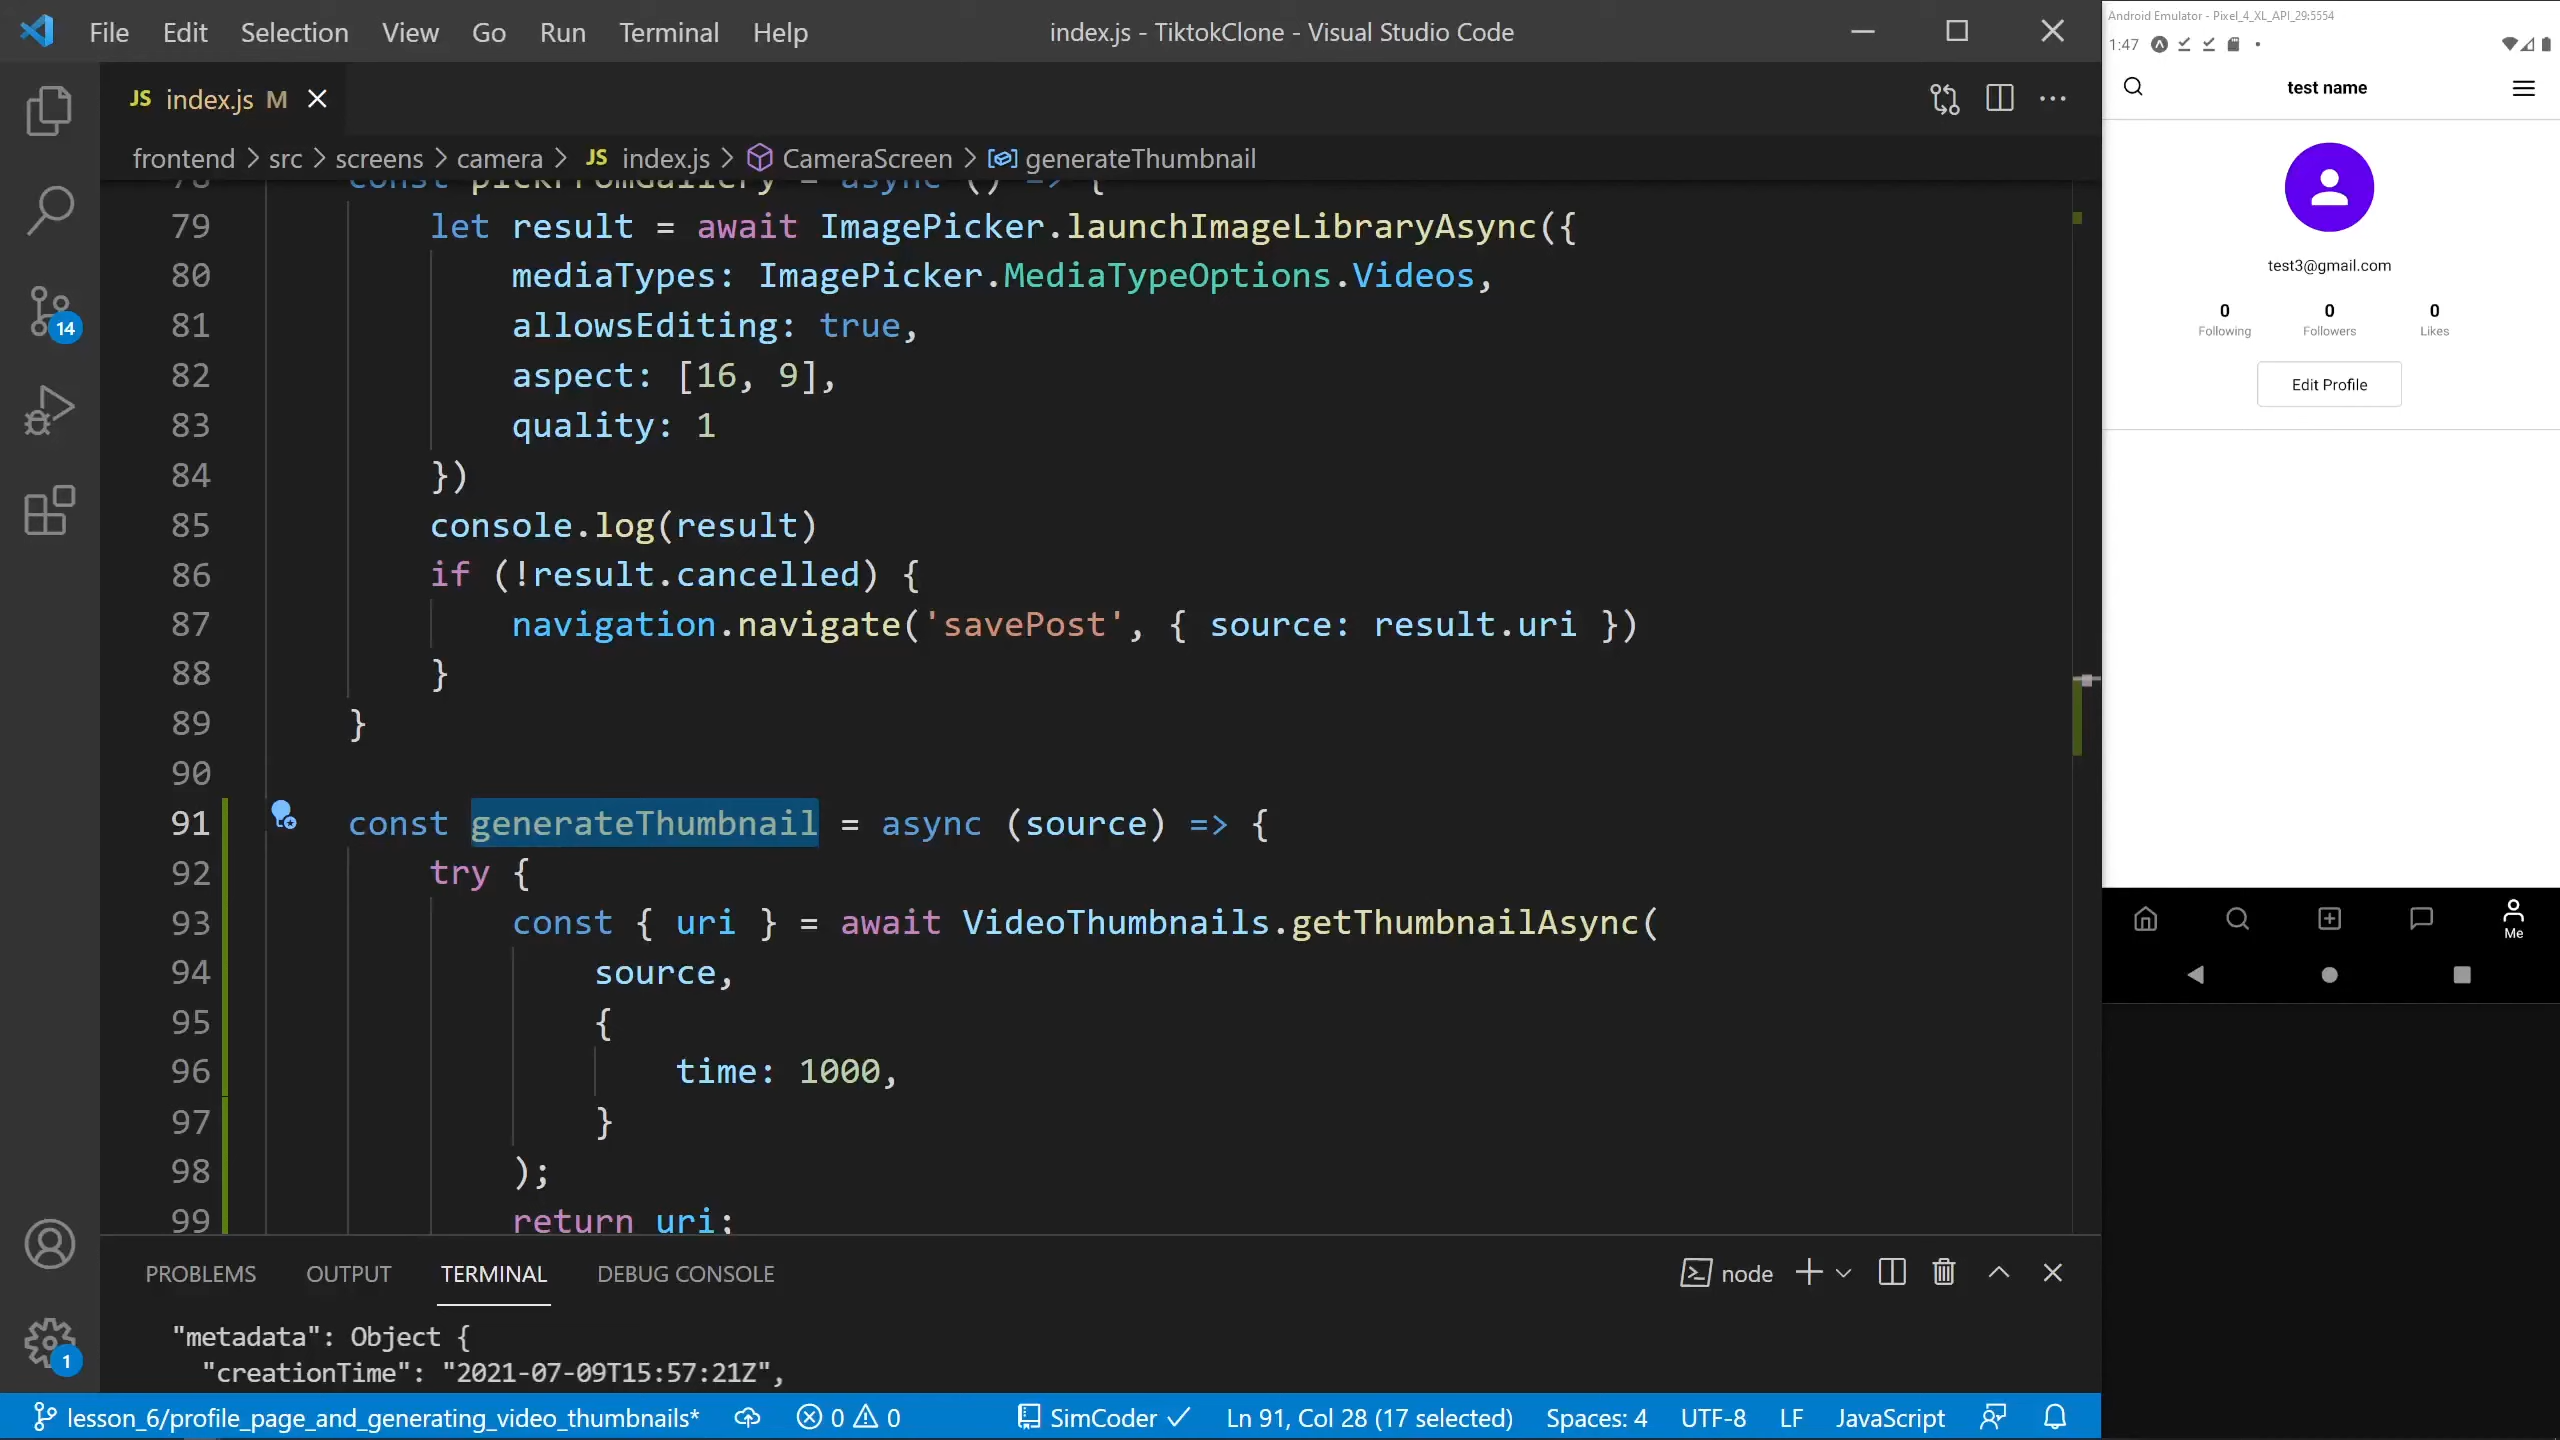 File Edit Selection View Go Run Terminal Help
index.js - TiktokClone - Visual Studio Code
JS index.js M
frontend > src > screens > camera > JS index.js > CameraScreen > generateThumbnail
78 const pickFromGallery = async () => {
79 let result = await ImagePicker.launchImageLibraryAsync({
80 mediaTypes: ImagePicker.MediaTypeOptions.Videos,
81 allowsEditing: true,
82 aspect: [16, 9],
83 quality: 1
84 })
85 console.log(result)
86 if (!result.cancelled) {
87 navigation.navigate('savePost', { source: result.uri })
88 }
89 }
90
91 const generateThumbnail = async (source) => {
92 try {
93 const { uri } = await VideoThumbnails.getThumbnailAsync(
94 source,
95 {
96 time: 1000,
97 }
98 );
99 return uri;
PROBLEMS OUTPUT TERMINAL DEBUG CONSOLE
node
"metadata": Object {
"creationTime": "2021-07-09T15:57:21Z",
14
1
lesson_6/profile_page_and_generating_video_thumbnails* 0 0 SimCoder Ln 91, Col 28 (17 selected) Spaces: 4 UTF-8 LF JavaScript
Android Emulator - Pixel_4_XL_API_29:5554
1:47
test name
test3@gmail.com
0 0 0
Following Followers Likes
Edit Profile
Me